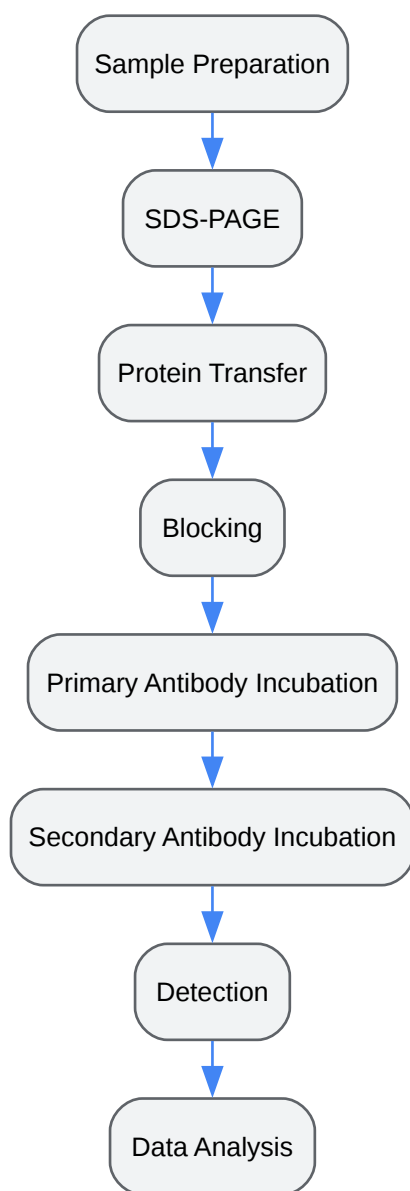 Sample Preparation
SDS-PAGE
Protein Transfer
Blocking
Primary Antibody Incubation
Secondary Antibody Incubation
Detection
Data Analysis